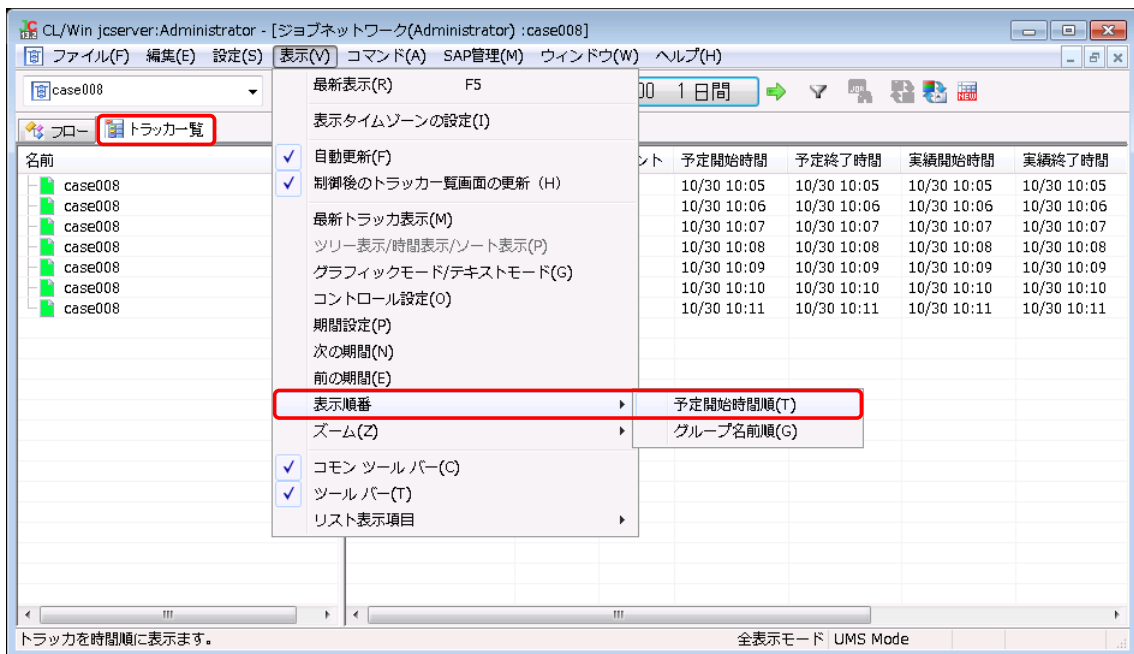 CL/Win jcserver:Administrator - [ジョブネットワーク(Administrator) :case008]
ファイル(F) 編集(E) 設定(S) 表示(V) コマンド(A) SAP管理(M) ウィンドウ(W) ヘルプ(H)
case008
00 1 日間
フロー トラッカ一覧
最新表示(R) F5
表示タイムゾーンの設定(I)
自動更新(F)
制御後のトラッカ一覧画面の更新 (H)
最新トラッカ表示(M)
ツリー表示/時間表示/ソート表示(P)
グラフィックモード/テキストモード(G)
コントロール設定(O)
期間設定(P)
次の期間(N)
前の期間(E)
表示順番
予定開始時間順(T)
グループ名前順(G)
ズーム(Z)
コモン ツール バー(C)
ツール バー(T)
リスト表示項目
名前 ント 予定開始時間 予定終了時間 実績開始時間 実績終了時間
case008 10/30 10:05 10/30 10:05 10/30 10:05 10/30 10:05
case008 10/30 10:06 10/30 10:06 10/30 10:06 10/30 10:06
case008 10/30 10:07 10/30 10:07 10/30 10:07 10/30 10:07
case008 10/30 10:08 10/30 10:08 10/30 10:08 10/30 10:08
case008 10/30 10:09 10/30 10:09 10/30 10:09 10/30 10:09
case008 10/30 10:10 10/30 10:10 10/30 10:10 10/30 10:10
case008 10/30 10:11 10/30 10:11 10/30 10:11 10/30 10:11
トラッカを時間順に表示ます。
全表示モード UMS Mode